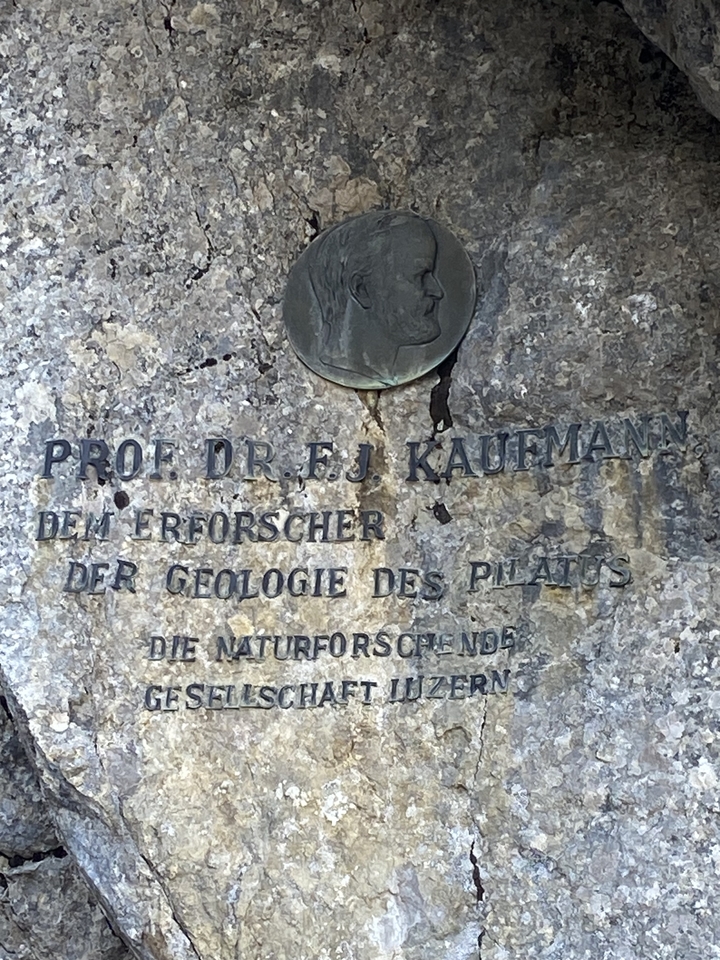 PROF. DR. F. J. KAUFMANN
DEM ERFORSCHER
DER GEOLOGIE DES PILATUS
DIE NATURFORSCHENDE
GESELLSCHAFT LUZERN